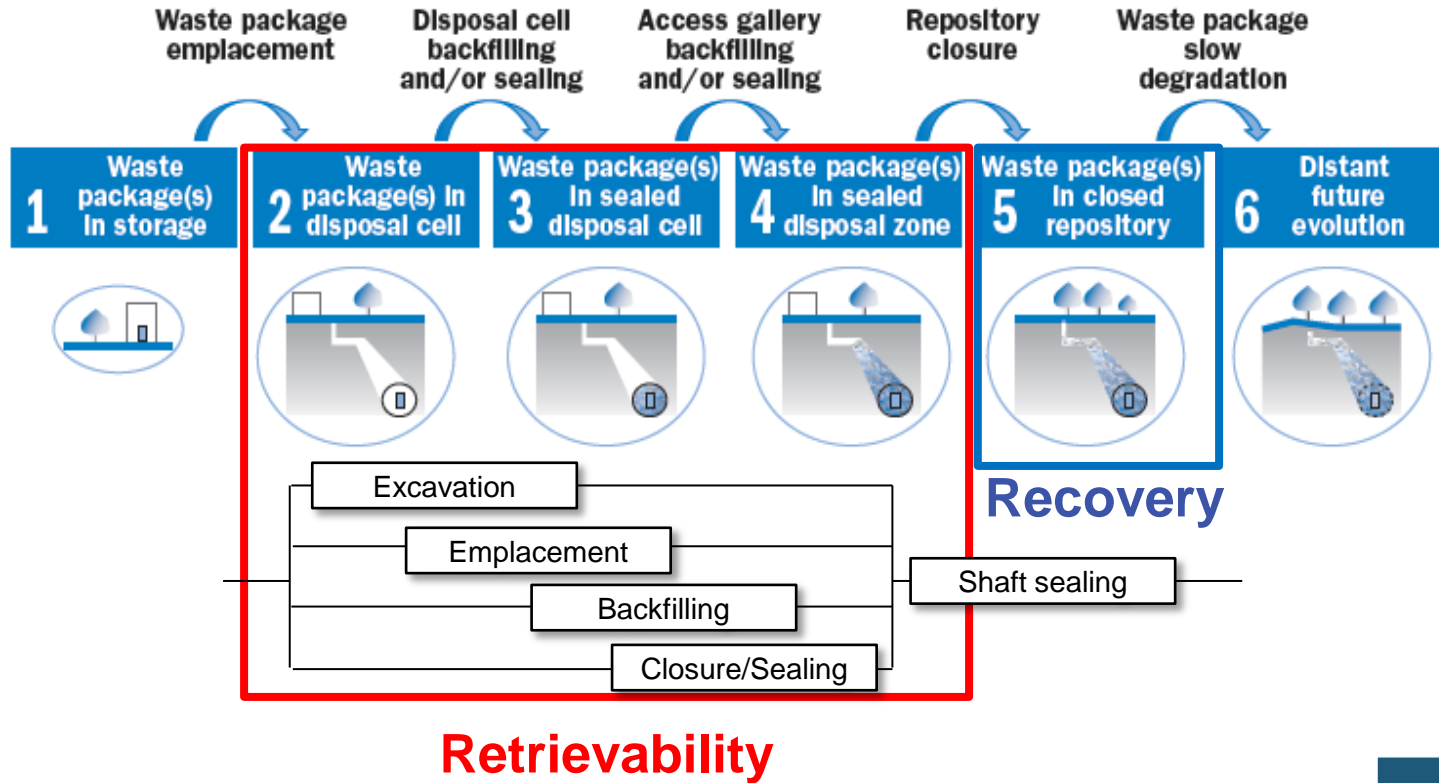 Waste package
emplacement
Disposal cell
backfilling
and/or sealing
Access gallery
backfilling
and/or sealing
Repository
closure
Waste package
slow
degradation
1 Waste
package(s)
in storage
2 Waste
package(s) in
disposal cell
3 Waste package(s)
in sealed
disposal cell
4 Waste package(s)
in sealed
disposal zone
5 Waste package(s)
in closed
repository
6 Distant
future
evolution
Recovery
Excavation
Emplacement
Backfilling
Closure/Sealing
Shaft sealing
Retrievability